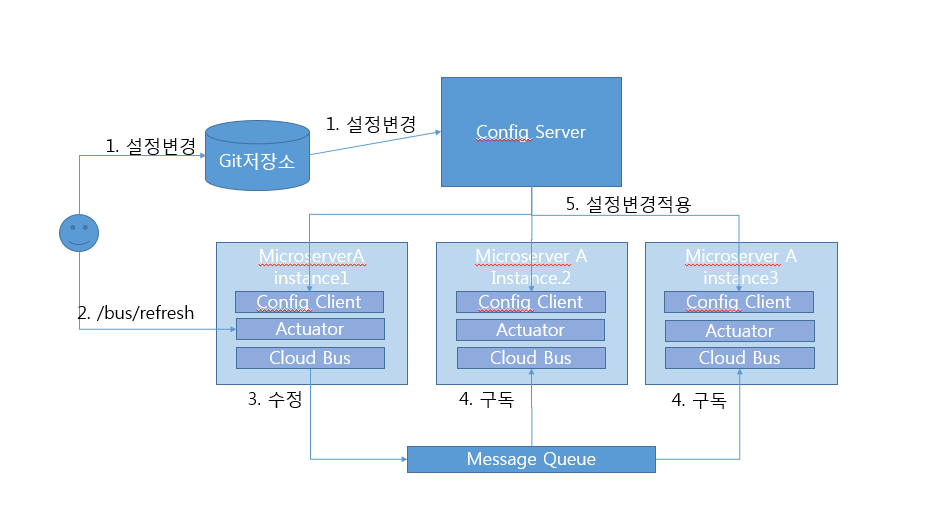 1. 설정변경
1. 설정변경
Config Server
Git저장소
5. 설정변경적용
MicroserverA
instance1
Config Client
Actuator
Cloud Bus
Microserver A
Instance.2
Config Client
Actuator
Cloud Bus
Microserver A
instance3
Config Client
Actuator
Cloud Bus
2. /bus/refresh
3. 수정
4. 구독
4. 구독
Message Queue